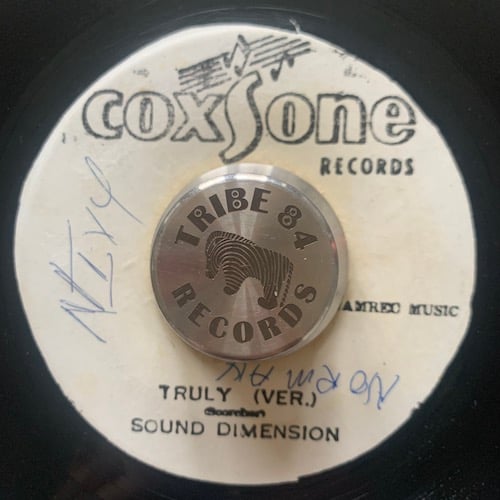 coxsone
RECORDS
TRIBE 84
RECORDS
JAMREC MUSIC
TRULY (VER.)
SOUND DIMENSION